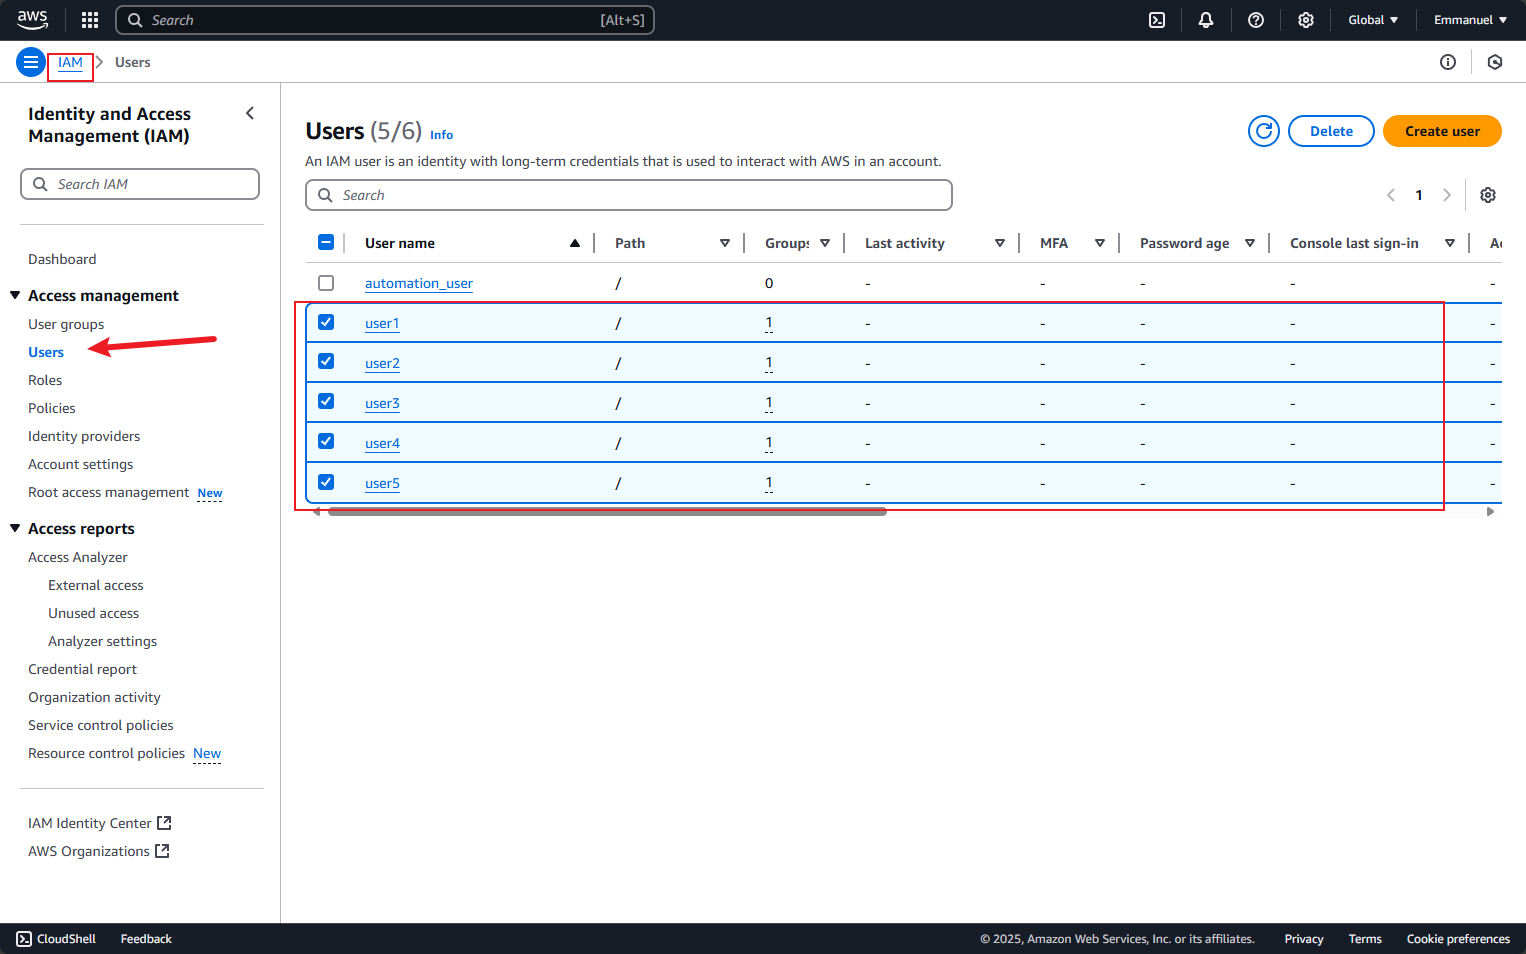 aws
Search [Alt+S] Global Emmanuel
IAM Users
Identity and Access
Management (IAM)
Search IAM
Dashboard
Access management
User groups
Users
Roles
Policies
Identity providers
Account settings
Root access management New
Access reports
Access Analyzer
External access
Unused access
Analyzer settings
Credential report
Organization activity
Service control policies
Resource control policies New
IAM Identity Center
AWS Organizations
Users (5/6) Info
Delete
Create user
An IAM user is an identity with long-term credentials that is used to interact with AWS in an account.
Search
1
User name Path Groups Last activity MFA Password age Console last sign-in
automation_user / 0 - - - - -
user1 / 1 - - - - -
user2 / 1 - - - - -
user3 / 1 - - - - -
user4 / 1 - - - - -
user5 / 1 - - - - -
CloudShell Feedback © 2025, Amazon Web Services, Inc. or its affiliates. Privacy Terms Cookie preferences